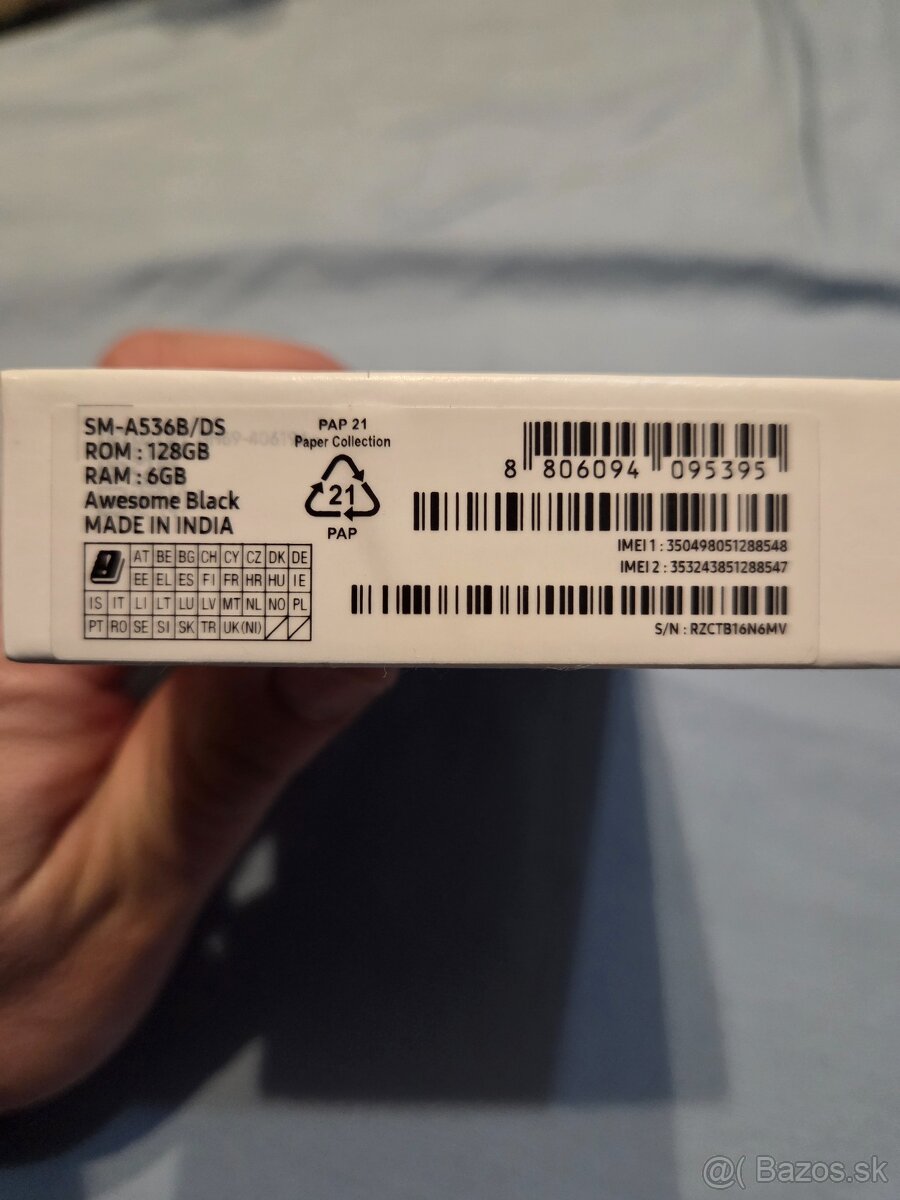 SM-A536B/DS
ROM : 128GB
RAM : 6GB
Awesome Black
MADE IN INDIA
AT BE BG CH CY CZ DK DE
EE EL ES FI FR HR HU IE
IS IT LI LT LU LV MT NL NO PL
PT RO SE SI SK TR UK(NI)
PAP 21
Paper Collection
21
PAP
8 806094 095395
IMEI 1 : 350498051288548
IMEI 2 : 353243851288547
S/N : RZCTB16N6MV
@( Bazos.sk